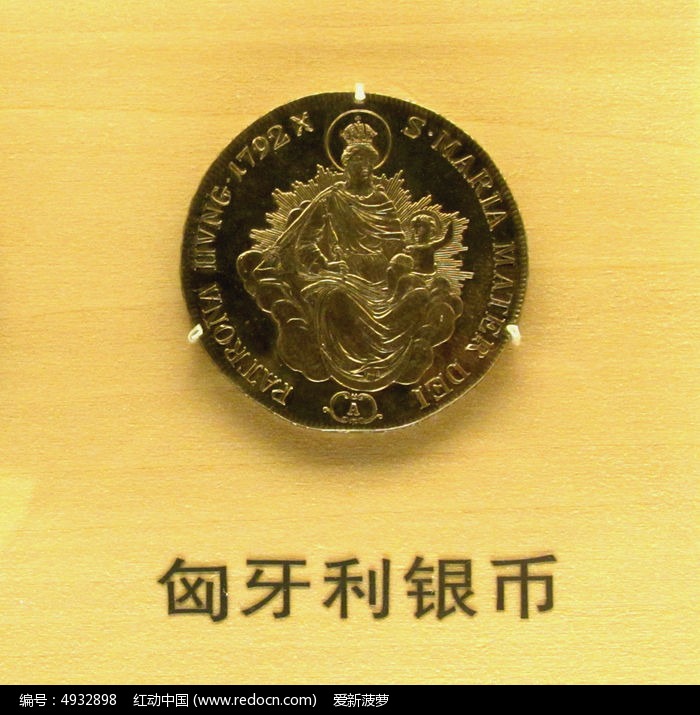 S·MARIA MATER DEI PATRONA HVNG·1792 X
A
匈牙利银币
编号：4932898 红动中国 (www.redocn.com) 爱新菠萝